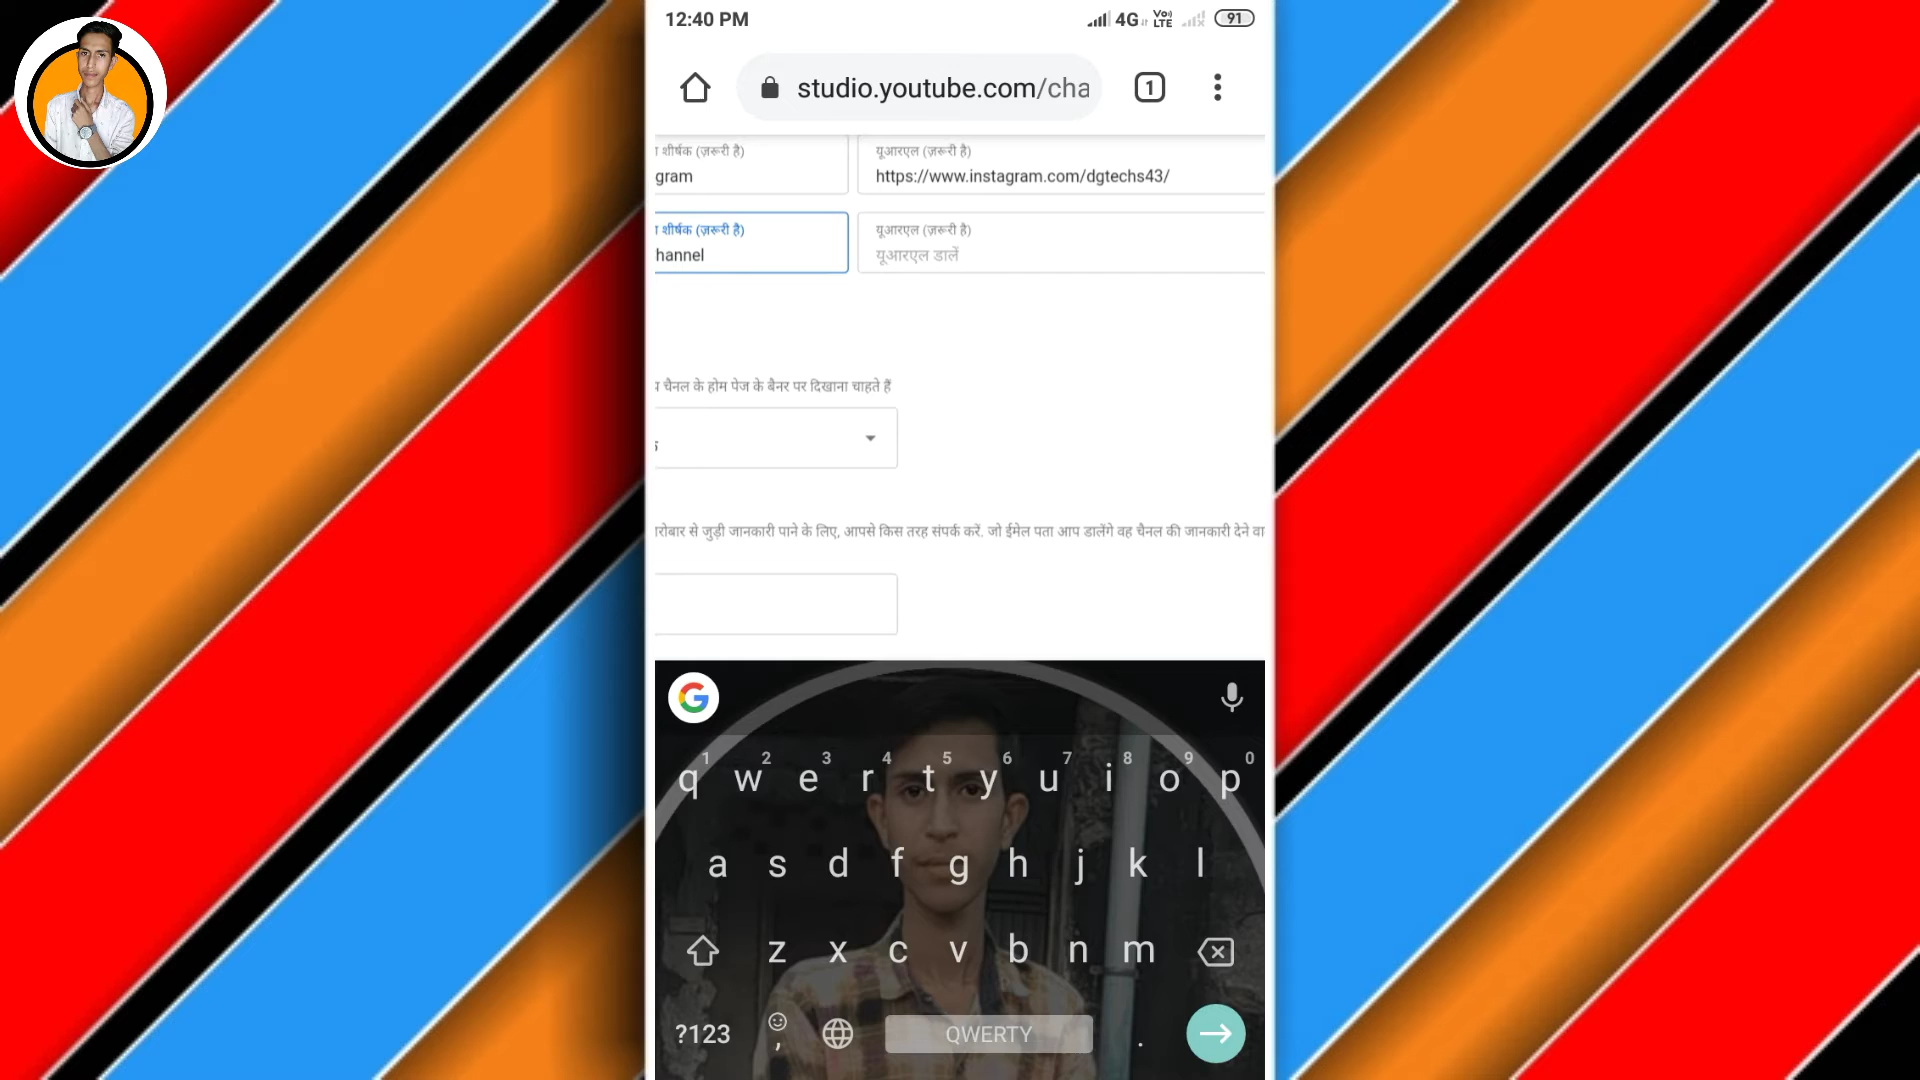 12:40 PM 4G Vo) LTE 91
studio.youtube.com/cha 1
शीर्षक (ज़रूरी है) यूआरएल (ज़रूरी है)
gram https://www.instagram.com/dgtechs43/
शीर्षक (ज़रूरी है) यूआरएल (ज़रूरी है)
hannel यूआरएल डालें
चैनल के होम पेज के बैनर पर दिखाना चाहते हैं
रोबार से जुड़ी जानकारी पाने के लिए, आपसे किस तरह संपर्क करें. जो ईमेल पता आप डालेंगे वह चैनल की जानकारी देने वा
G
1 2 3 4 5 6 7 8 9 0
q w e r t y u i o p
a s d f g h j k l
z x c v b n m
?123 , QWERTY .